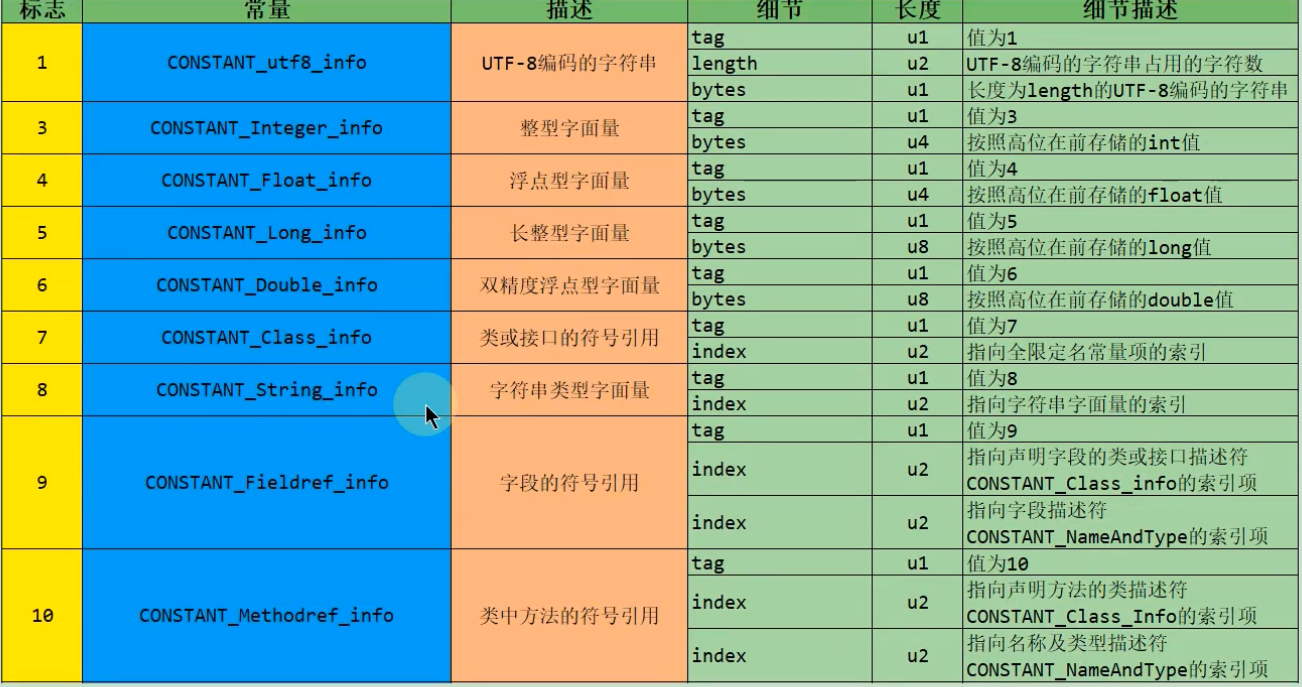 标志 常量 描述 细节 长度 细节描述
1 CONSTANT_utf8_info UTF-8编码的字符串
tag u1 值为1
length u2 UTF-8编码的字符串占用的字符数
bytes u1 长度为length的UTF-8编码的字符串
3 CONSTANT_Integer_info 整型字面量
tag u1 值为3
bytes u4 按照高位在前存储的int值
4 CONSTANT_Float_info 浮点型字面量
tag u1 值为4
bytes u4 按照高位在前存储的float值
5 CONSTANT_Long_info 长整型字面量
tag u1 值为5
bytes u8 按照高位在前存储的long值
6 CONSTANT_Double_info 双精度浮点型字面量
tag u1 值为6
bytes u8 按照高位在前存储的double值
7 CONSTANT_Class_info 类或接口的符号引用
tag u1 值为7
index u2 指向全限定名常量项的索引
8 CONSTANT_String_info 字符串类型字面量
tag u1 值为8
index u2 指向字符串字面量的索引
9 CONSTANT_Fieldref_info 字段的符号引用
tag u1 值为9
index u2 指向声明字段的类或接口描述符
CONSTANT_Class_info的索引项
index u2 指向字段描述符
CONSTANT_NameAndType的索引项
10 CONSTANT_Methodref_info 类中方法的符号引用
tag u1 值为10
index u2 指向声明方法的类描述符
CONSTANT_Class_Info的索引项
index u2 指向名称及类型描述符
CONSTANT_NameAndType的索引项